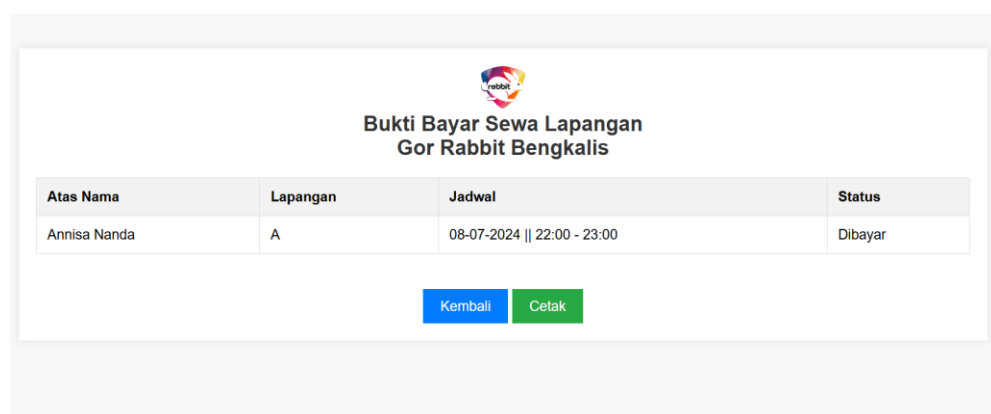 rabbit
Bukti Bayar Sewa Lapangan
Gor Rabbit Bengkalis
Atas Nama Lapangan Jadwal Status
Annisa Nanda A 08-07-2024 || 22:00 - 23:00 Dibayar
Kembali Cetak